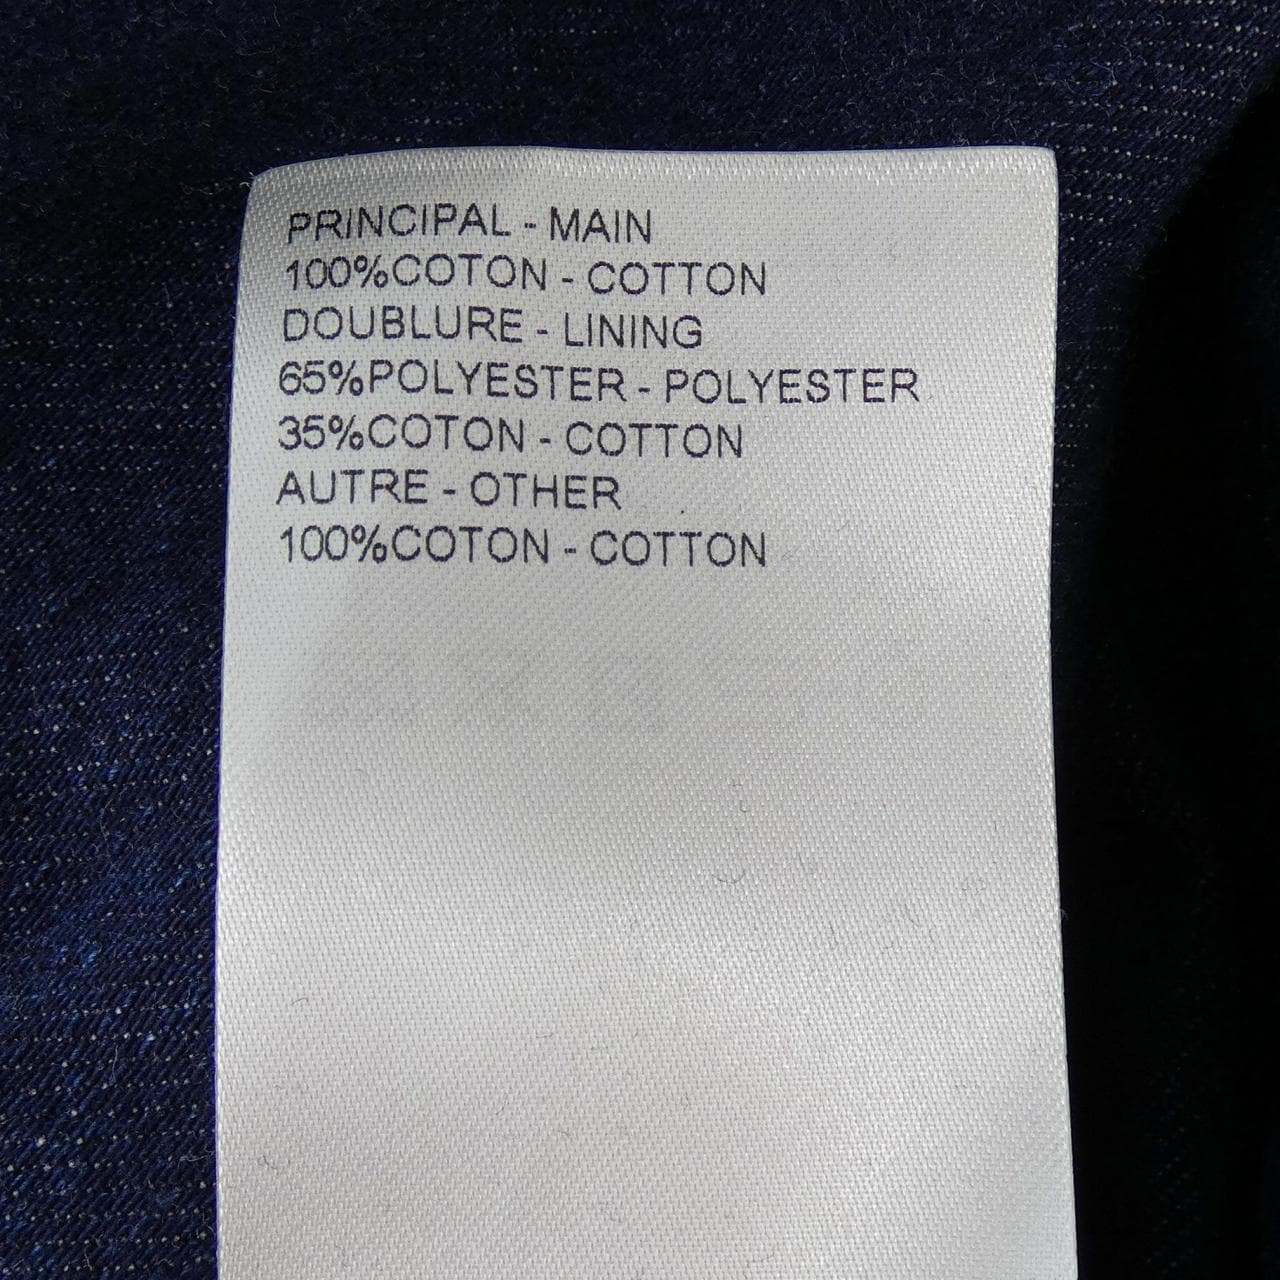 PRINCIPAL - MAIN
100%COTON - COTTON
DOUBLURE - LINING
65%POLYESTER - POLYESTER
35%COTON - COTTON
AUTRE - OTHER
100%COTON - COTTON